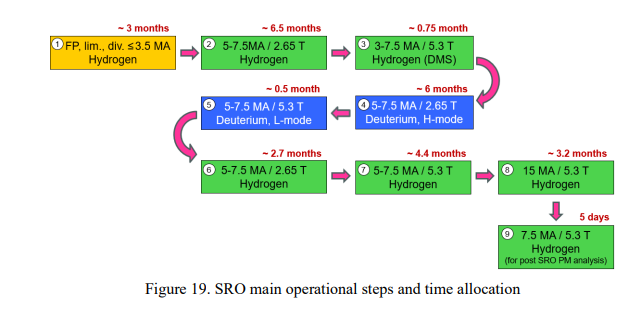 ~ 3 months
① FP, lim., div. ≤3.5 MA
Hydrogen
~ 6.5 months
② 5-7.5MA / 2.65 T
Hydrogen
~ 0.75 month
③ 3-7.5 MA / 5.3 T
Hydrogen (DMS)
~ 6 months
④ 5-7.5 MA / 2.65 T
Deuterium, H-mode
~ 0.5 month
⑤ 5-7.5 MA / 5.3 T
Deuterium, L-mode
~ 2.7 months
⑥ 5-7.5 MA / 2.65 T
Hydrogen
~ 4.4 months
⑦ 5-7.5 MA / 5.3 T
Hydrogen
~ 3.2 months
⑧ 15 MA / 5.3 T
Hydrogen
5 days
⑨ 7.5 MA / 5.3 T
Hydrogen
(for post SRO PM analysis)
Figure 19. SRO main operational steps and time allocation